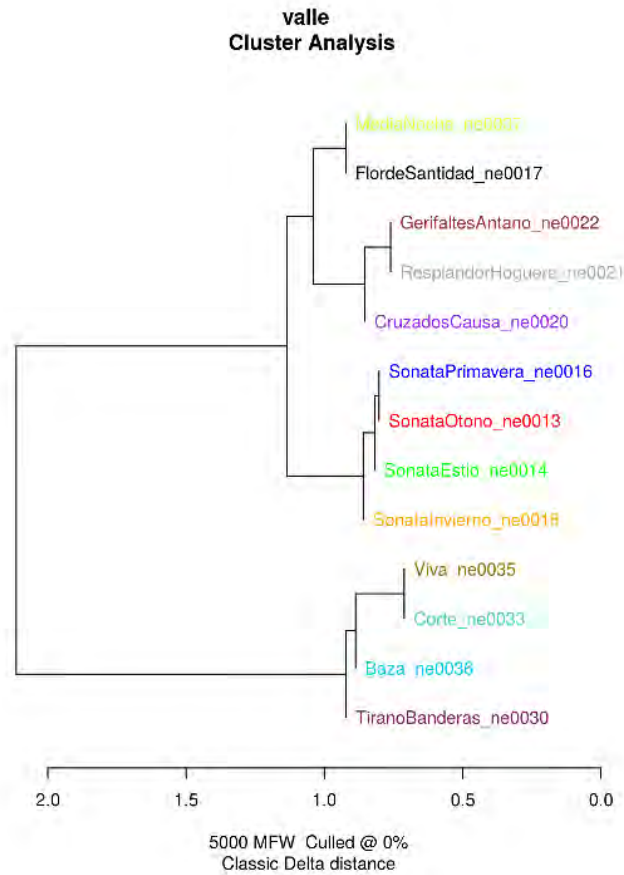 valle
Cluster Analysis
MediaNoche_ne0037
FlordeSantidad_ne0017
GerifaltesAntano_ne0022
ResplandorHoguera_ne0021
CruzadosCausa_ne0020
SonataPrimavera_ne0016
SonataOtono_ne0013
SonataEstio_ne0014
SonataInvierno_ne0018
Viva_ne0035
Corte_ne0033
Baza_ne0036
TiranoBanderas_ne0030
2.0 1.5 1.0 0.5 0.0
5000 MFW Culled @ 0%
Classic Delta distance